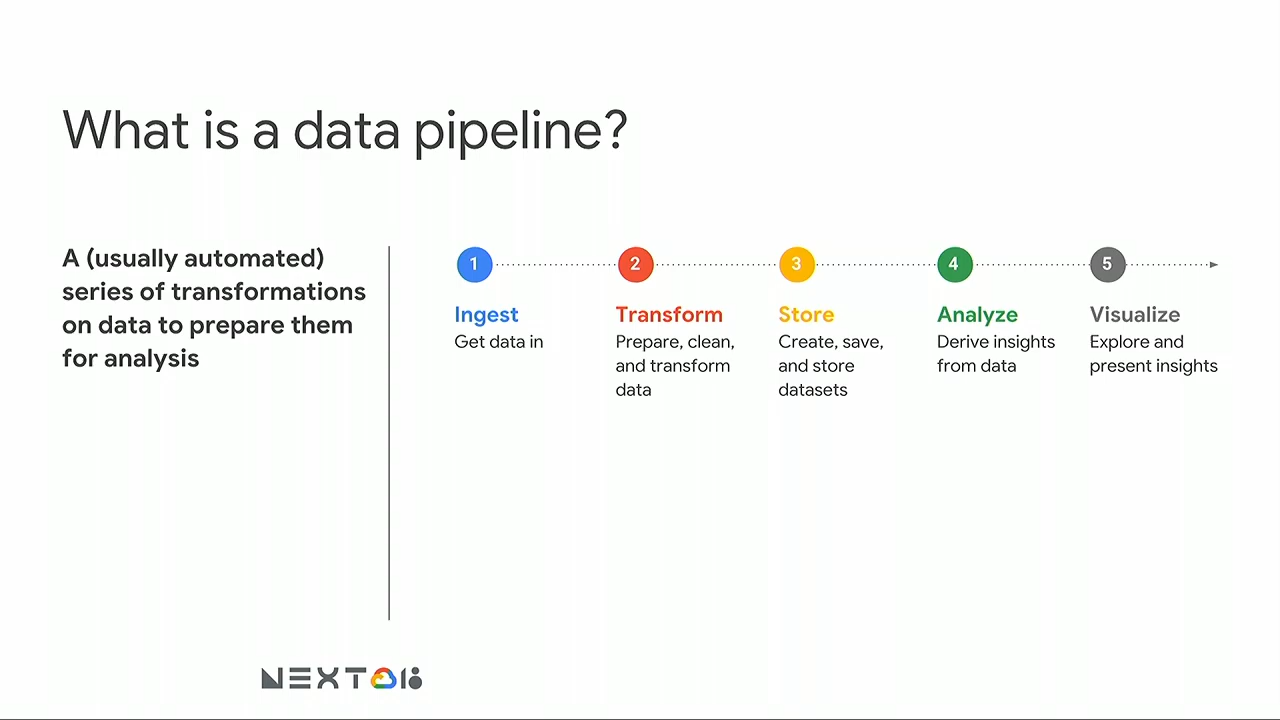 What is a data pipeline?
A (usually automated)
series of transformations
on data to prepare them
for analysis
1
Ingest
Get data in
2
Transform
Prepare, clean,
and transform
data
3
Store
Create, save,
and store
datasets
4
Analyze
Derive insights
from data
5
Visualize
Explore and
present insights
NEXT 18